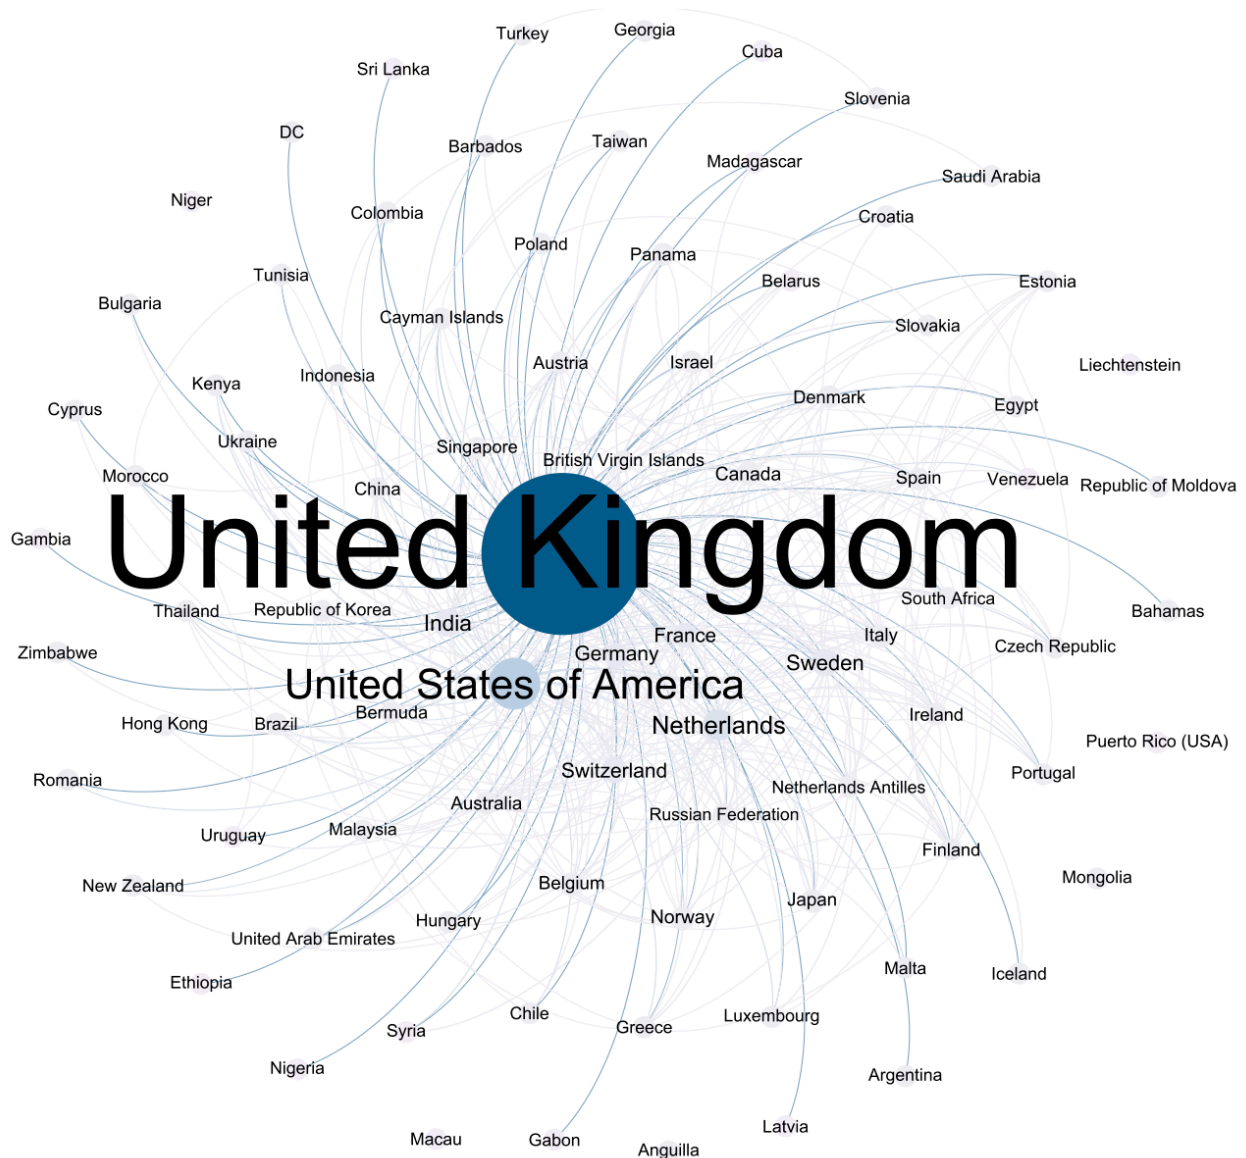 Turkey
Georgia
Cuba
Sri Lanka
Slovenia
DC
Barbados
Taiwan
Madagascar
Saudi Arabia
Niger
Colombia
Croatia
Poland
Panama
Tunisia
Belarus
Estonia
Bulgaria
Cayman Islands
Slovakia
Austria
Israel
Liechtenstein
Indonesia
Kenya
Denmark
Egypt
Cyprus
Ukraine
Singapore
British Virgin Islands
Canada
Spain
Venezuela
Morocco
China
Republic of Moldova
United Kingdom
Gambia
South Africa
Thailand
Republic of Korea
Bahamas
India
France
Italy
Zimbabwe
Germany
Sweden
Czech Republic
United States of America
Hong Kong
Brazil
Bermuda
Netherlands
Ireland
Puerto Rico (USA)
Romania
Switzerland
Portugal
Netherlands Antilles
Australia
Russian Federation
Uruguay
Malaysia
Finland
New Zealand
Belgium
Mongolia
Japan
Hungary
Norway
United Arab Emirates
Ethiopia
Malta
Iceland
Chile
Luxembourg
Syria
Greece
Nigeria
Argentina
Latvia
Macau
Gabon
Anguilla